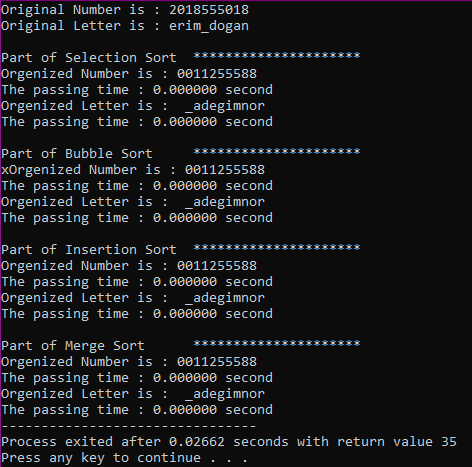 Original Number is : 2018555018
Original Letter is : erim_dogan
Part of Selection Sort  *********************
Orgenized Number is : 0011255588
The passing time : 0.000000 second
Orgenized Letter is :  _adegimnor
The passing time : 0.000000 second
Part of Bubble Sort     *********************
xOrgenized Number is : 0011255588
The passing time : 0.000000 second
Orgenized Letter is :  _adegimnor
The passing time : 0.000000 second
Part of Insertion Sort  *********************
Orgenized Number is : 0011255588
The passing time : 0.000000 second
Orgenized Letter is :  _adegimnor
The passing time : 0.000000 second
Part of Merge Sort      *********************
Orgenized Number is : 0011255588
The passing time : 0.000000 second
Orgenized Letter is :  _adegimnor
The passing time : 0.000000 second
--------------------------------
Process exited after 0.02662 seconds with return value 35
Press any key to continue . . .